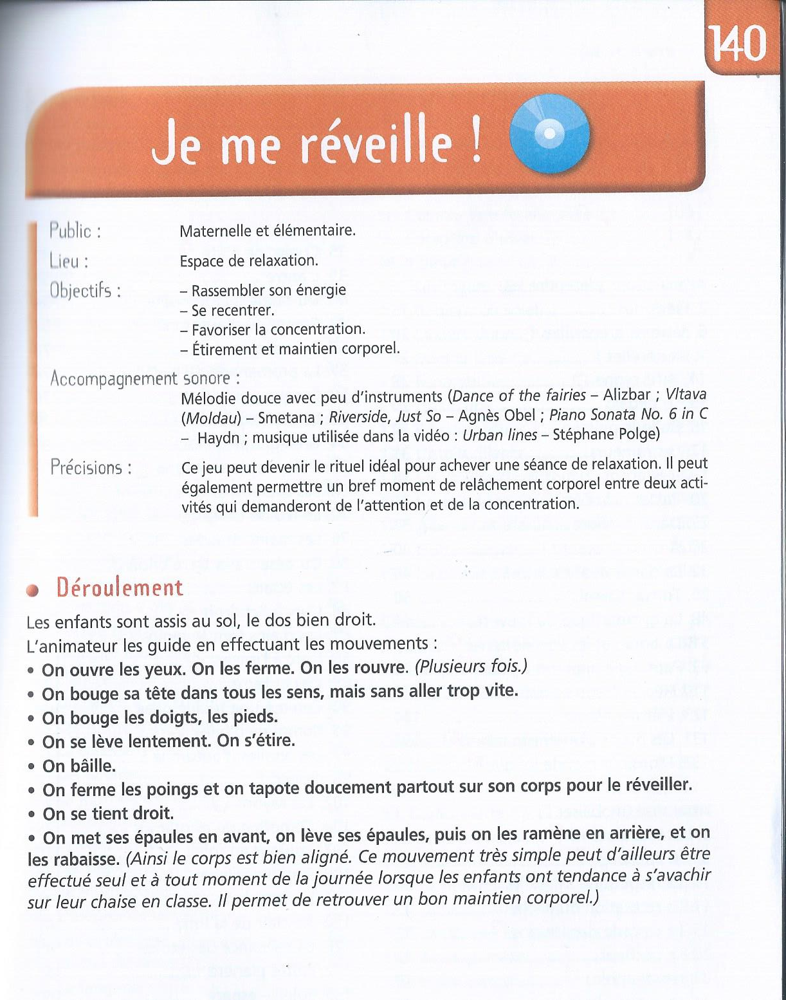 140
Je me réveille !
Public : Maternelle et élémentaire.
Lieu : Espace de relaxation.
Objectifs : – Rassembler son énergie
– Se recentrer.
– Favoriser la concentration.
– Étirement et maintien corporel.
Accompagnement sonore :
Mélodie douce avec peu d'instruments (Dance of the fairies – Alizbar ; Vltava
(Moldau) – Smetana ; Riverside, Just So – Agnès Obel ; Piano Sonata No. 6 in C
– Haydn ; musique utilisée dans la vidéo : Urban lines – Stéphane Polge)
Précisions : Ce jeu peut devenir le rituel idéal pour achever une séance de relaxation. Il peut
également permettre un bref moment de relâchement corporel entre deux acti-
vités qui demanderont de l'attention et de la concentration.
• Déroulement
Les enfants sont assis au sol, le dos bien droit.
L'animateur les guide en effectuant les mouvements :
• On ouvre les yeux. On les ferme. On les rouvre. (Plusieurs fois.)
• On bouge sa tête dans tous les sens, mais sans aller trop vite.
• On bouge les doigts, les pieds.
• On se lève lentement. On s'étire.
• On bâille.
• On ferme les poings et on tapote doucement partout sur son corps pour le réveiller.
• On se tient droit.
• On met ses épaules en avant, on lève ses épaules, puis on les ramène en arrière, et on
les rabaisse. (Ainsi le corps est bien aligné. Ce mouvement très simple peut d'ailleurs être
effectué seul et à tout moment de la journée lorsque les enfants ont tendance à s'avachir
sur leur chaise en classe. Il permet de retrouver un bon maintien corporel.)